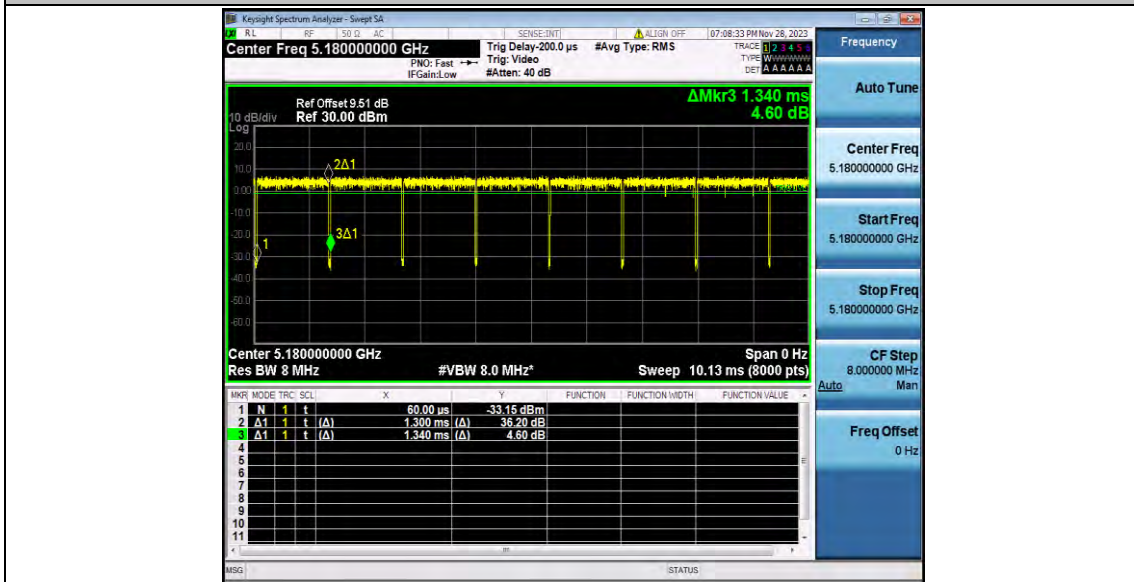 Keysight Spectrum Analyzer - Swept SA
RL RF 50 Ω AC SENSE:INT ALIGN OFF 07:08:33 PM Nov 28, 2023
Center Freq 5.180000000 GHz Trig Delay-200.0 µs #Avg Type: RMS TRACE 1 2 3 4 5 6
PNO: Fast Trig: Video TYPE WWWWWW
IFGain:Low #Atten: 40 dB DET A A A A A A
Frequency
Auto Tune
Center Freq
5.180000000 GHz
Start Freq
5.180000000 GHz
Stop Freq
5.180000000 GHz
CF Step
8.000000 MHz
Auto Man
Freq Offset
0 Hz
ΔMkr3 1.340 ms
4.60 dB
Ref Offset 9.51 dB
10 dB/div Ref 30.00 dBm
Log
20.0
10.0
0.00
-10.0
-20.0
-30.0
-40.0
-50.0
-60.0
2Δ1
3Δ1
1
Center 5.180000000 GHz Span 0 Hz
Res BW 8 MHz #VBW 8.0 MHz* Sweep 10.13 ms (8000 pts)
MKR MODE TRC SCL X Y FUNCTION FUNCTION WIDTH FUNCTION VALUE
1 N 1 t 60.00 µs -33.15 dBm
2 Δ1 1 t (Δ) 1.300 ms (Δ) 36.20 dB
3 Δ1 1 t (Δ) 1.340 ms (Δ) 4.60 dB
4
5
6
7
8
9
10
11
MSG STATUS